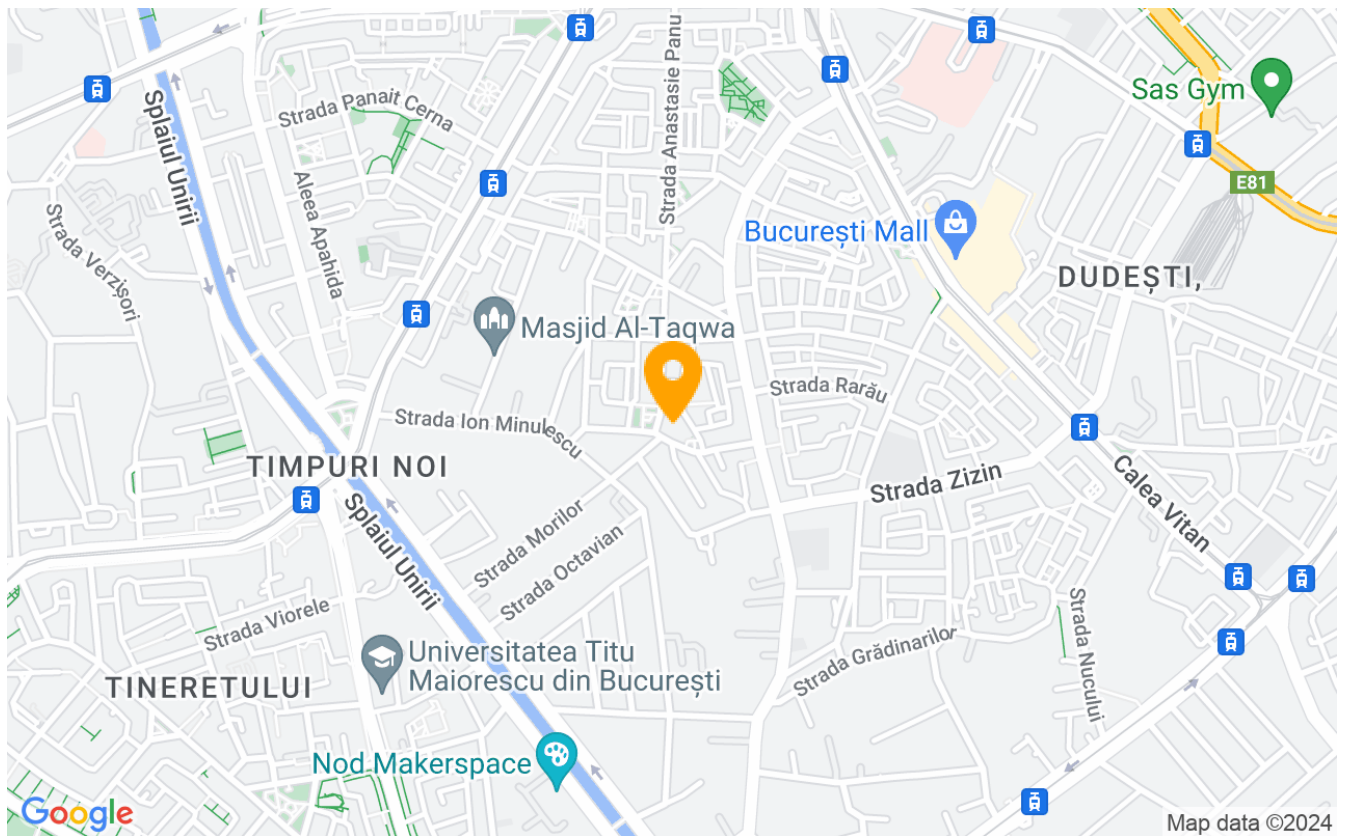 Strada Anastasie Panu
Sas Gym
Splaiul Unirii
Strada Panait Cerna
E81
Aleea Apahida
Strada Verzișori
București Mall
DUDEȘTI,
Masjid Al-Taqwa
Strada Rarău
Strada Ion Minulescu
TIMPURI NOI
Strada Zizin
Calea Vitan
Splaiul Unirii
Strada Morilor
Strada Octavian
Strada Viorele
Strada Grădinarilor
Strada Nucului
Universitatea Titu
Maiorescu din București
TINERETULUI
Nod Makerspace
Google
Map data ©2024